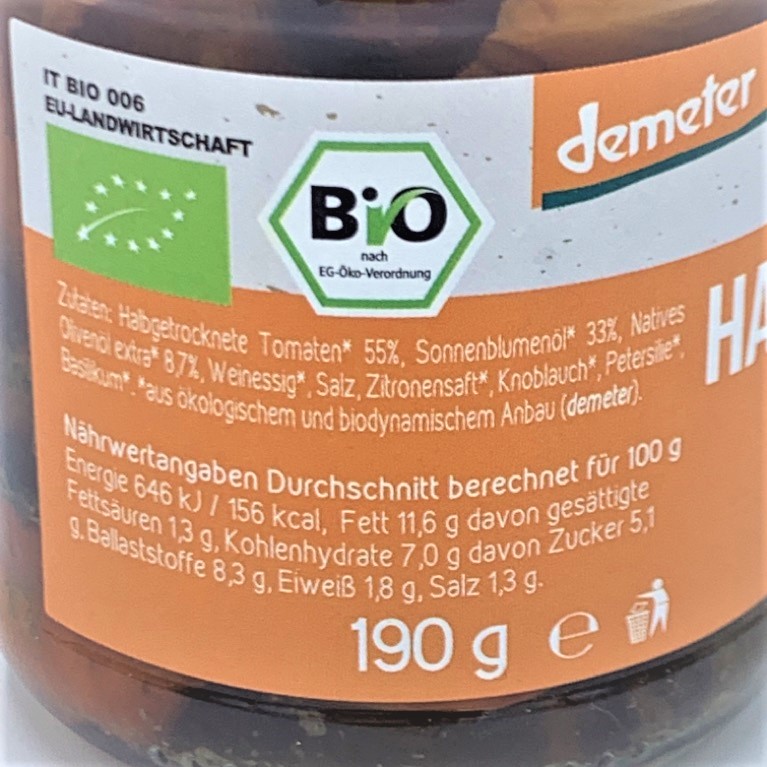 IT BIO 006
EU-LANDWIRTSCHAFT
demeter
BiO
nach
EG-Öko-Verordnung
HA
Zutaten: Halbgetrocknete Tomaten* 55%, Sonnenblumenöl* 33%, Natives
Olivenöl extra* 8,7%, Weinessig*, Salz, Zitronensaft*, Knoblauch*, Petersilie*,
Basilikum*. *aus ökologischem und biodynamischem Anbau (demeter).
Nährwertangaben Durchschnitt berechnet für 100 g
Energie 646 kJ / 156 kcal, Fett 11,6 g davon gesättigte
Fettsäuren 1,3 g, Kohlenhydrate 7,0 g davon Zucker 5,1
g, Ballaststoffe 8,3 g, Eiweiß 1,8 g, Salz 1,3 g.
190 g ℮